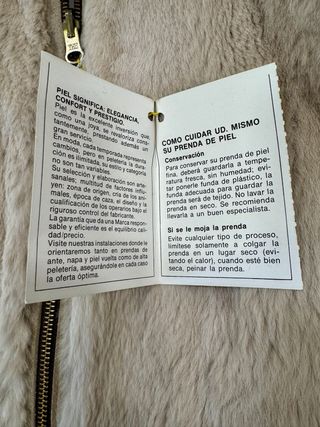 PIEL SIGNIFICA: ELEGANCIA,
CONFORT Y PRESTIGIO.
Piel es la excelente inversión que,
como una joya, se revaloriza cons-
tantemente, prestando además un
gran servicio.
En moda, cada temporada representa
cambios, pero en peletería la dura-
ción es ilimitada, su estilo y categoría
no son tan variables.
Su selección y elaboración son arte-
sanales; multitud de factores influ-
yen: zona de origen, cría de los ani-
males, época de caza, el diseño y la
cualificación de los operarios bajo el
riguroso control del fabricante.
La garantía que da una Marca respon-
sable y eficiente es el equilibrio cali-
dad/precio.
Visite nuestras instalaciones donde le
orientaremos tanto en prendas de
ante, napa y piel vuelta como de alta
peletería, asegurándole en cada caso
la oferta óptima.
COMO CUIDAR UD. MISMO
SU PRENDA DE PIEL
Conservación
Para conservar su prenda de piel
fina, deberá guardarla a tempe-
ratura fresca, sin humedad; evi-
tar ponerle funda de plástico, la
funda adecuada para guardar la
prenda será de tejido. No lavar la
prenda en seco. Se recomienda
llevarla a un buen especialista.
Si se le moja la prenda
Evite cualquier tipo de proceso,
limítese solamente a colgar la
prenda en un lugar seco (evi-
tando el calor), cuando esté bien
seca, peinar la prenda.